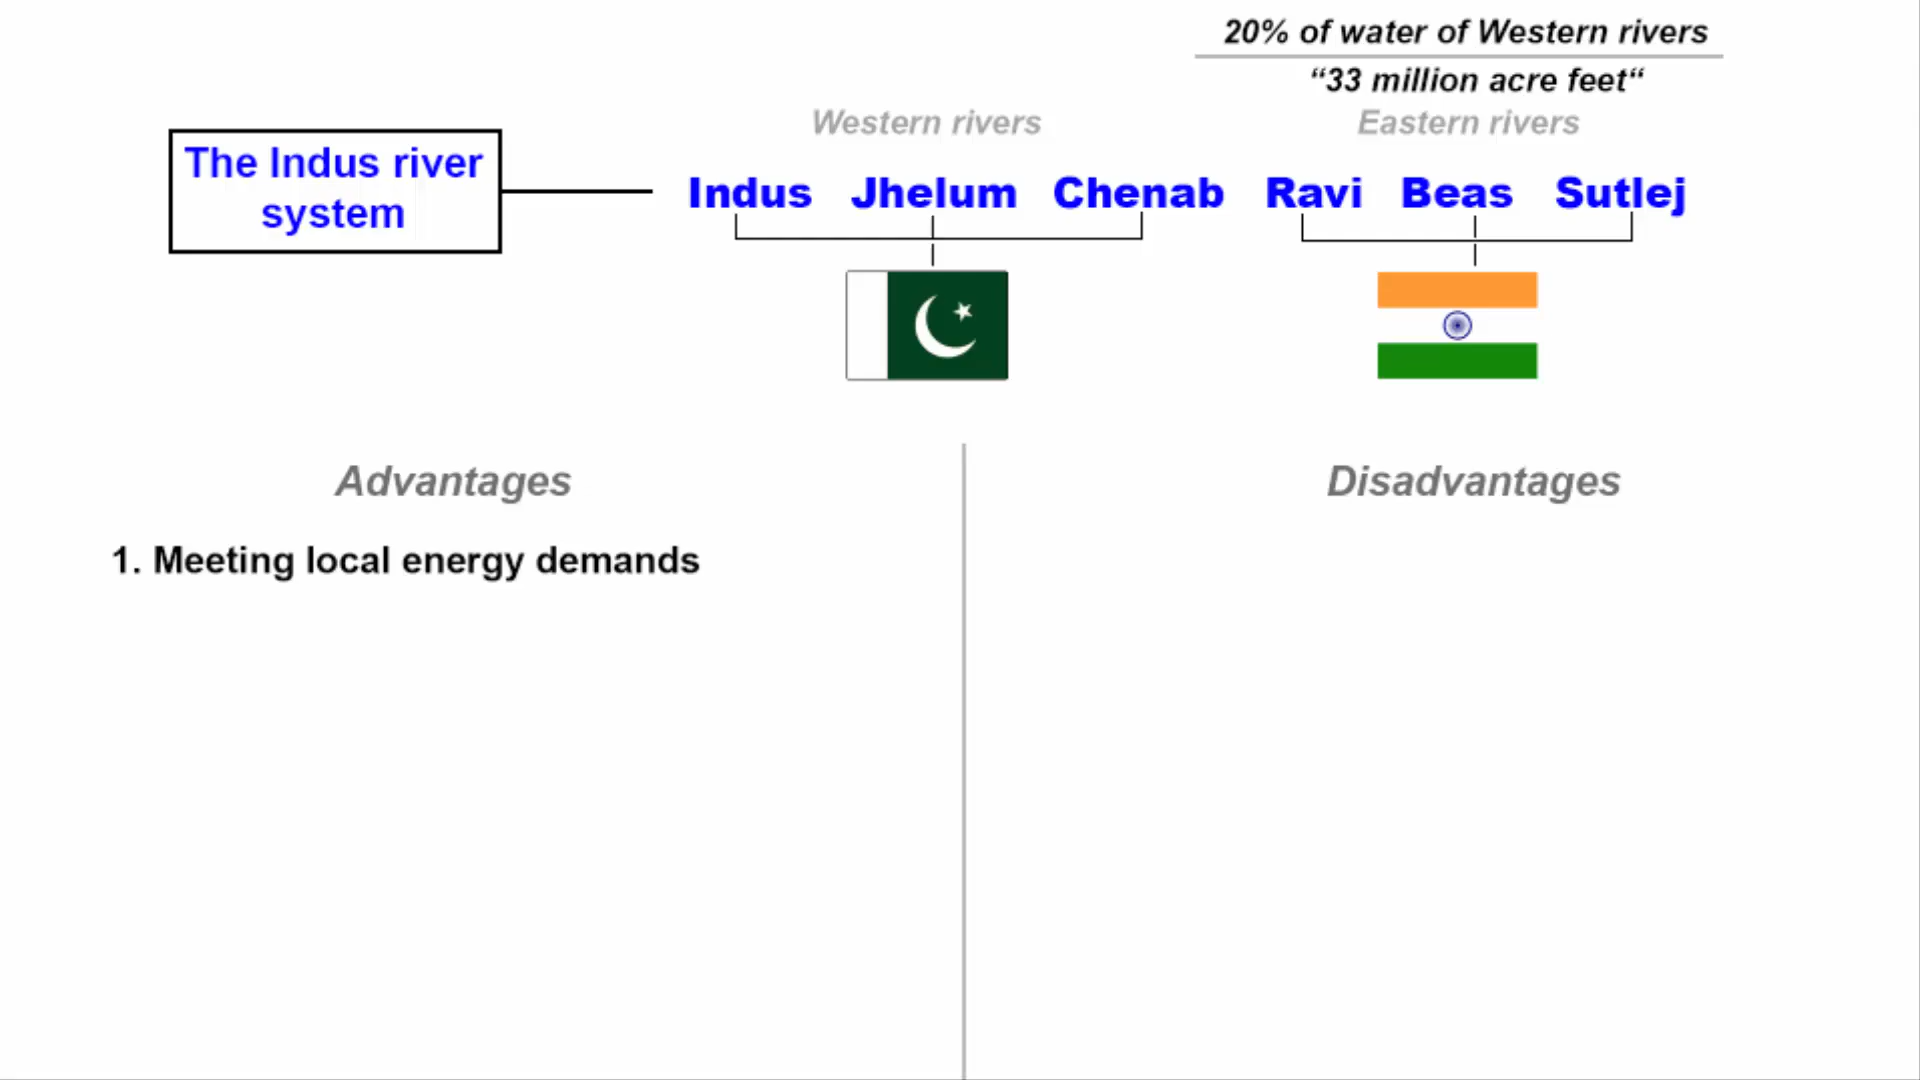 20% of water of Western rivers
“33 million acre feet“
Western rivers
Eastern rivers
The Indus river
system
Indus Jhelum Chenab Ravi Beas Sutlej
Advantages
Disadvantages
1. Meeting local energy demands